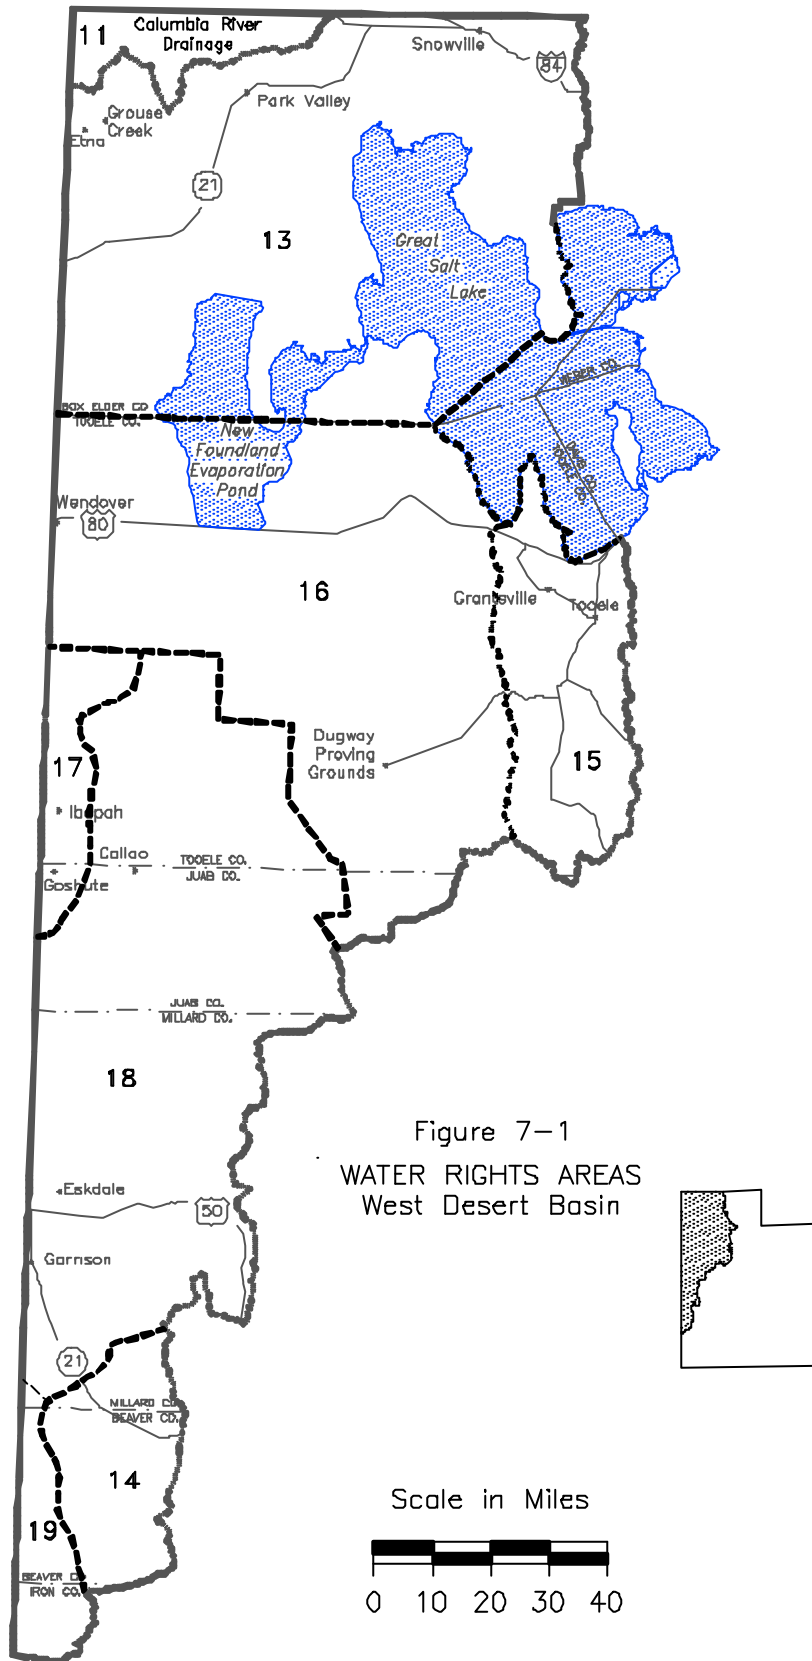 11
Columbia River
Drainage
Snowville
84
Park Valley
Grouse
Creek
Etna
21
13
Great
Salt
Lake
WEBER CO.
BOX ELDER CO
TOOELE CO.
New
Foundland
Evaporation
Pond
DAVIS CO.
TOOELE CO.
Wendover
80
16
Grantsville
Tooele
Dugway
Proving
Grounds
15
17
Ibapah
Callao
TOOELE CO.
JUAB CO.
Goshute
JUAB CO.
MILLARD CO.
18
Figure 7-1
WATER RIGHTS AREAS
West Desert Basin
Eskdale
50
Garrison
21
MILLARD CO.
BEAVER CO.
14
Scale in Miles
19
BEAVER CO.
IRON CO.
0 10 20 30 40